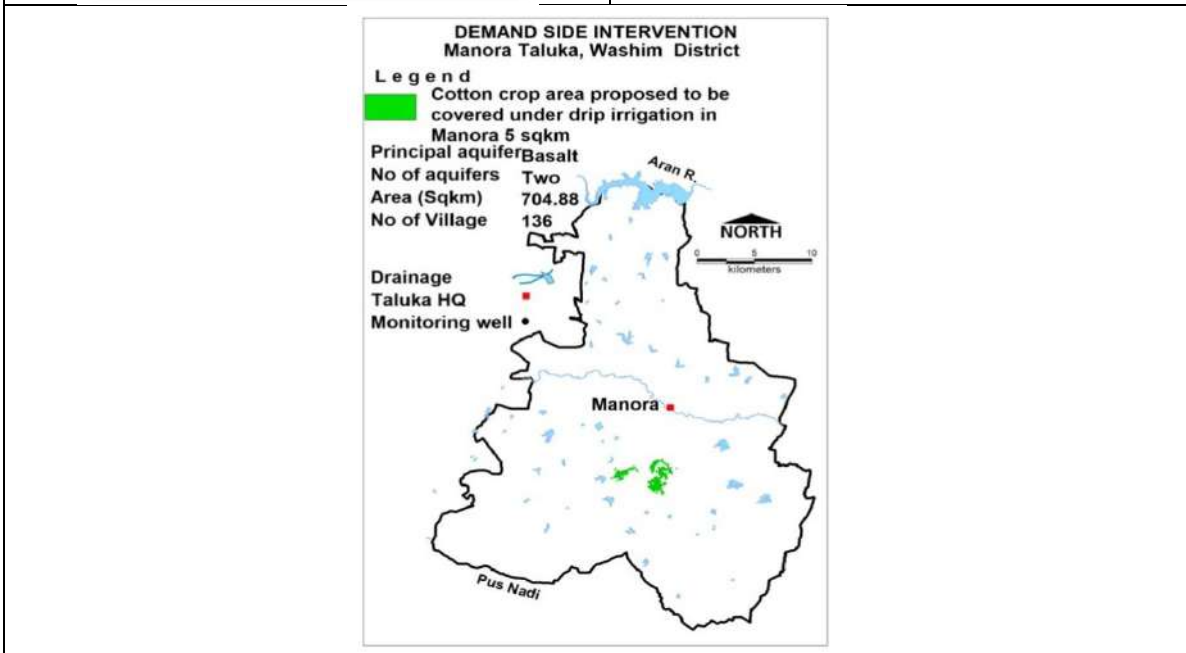 DEMAND SIDE INTERVENTION
Manora Taluka, Washim District
Legend
Cotton crop area proposed to be
covered under drip irrigation in
Manora 5 sqkm
Principal aquifer Basalt
No of aquifers Two
Area (Sqkm) 704.88
No of Village 136
Aran R.
NORTH
0 5 10
kilometers
Drainage
Taluka HQ
Monitoring well
Manora
Pus Nadi